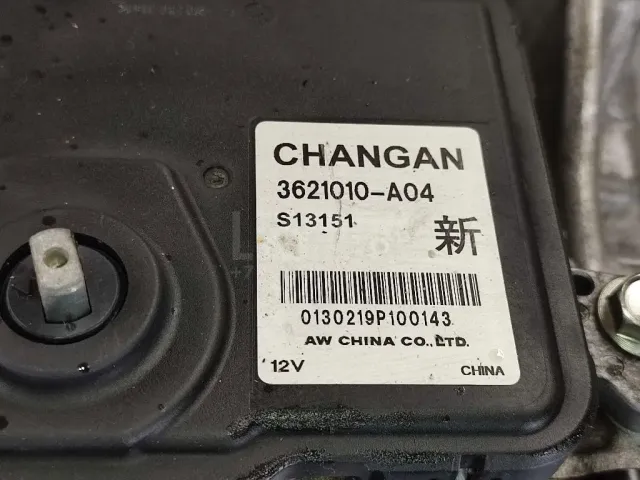 CHANGAN
3621010-A04
S13151
新
0130219P100143
AW CHINA CO., LTD.
12V
CHINA